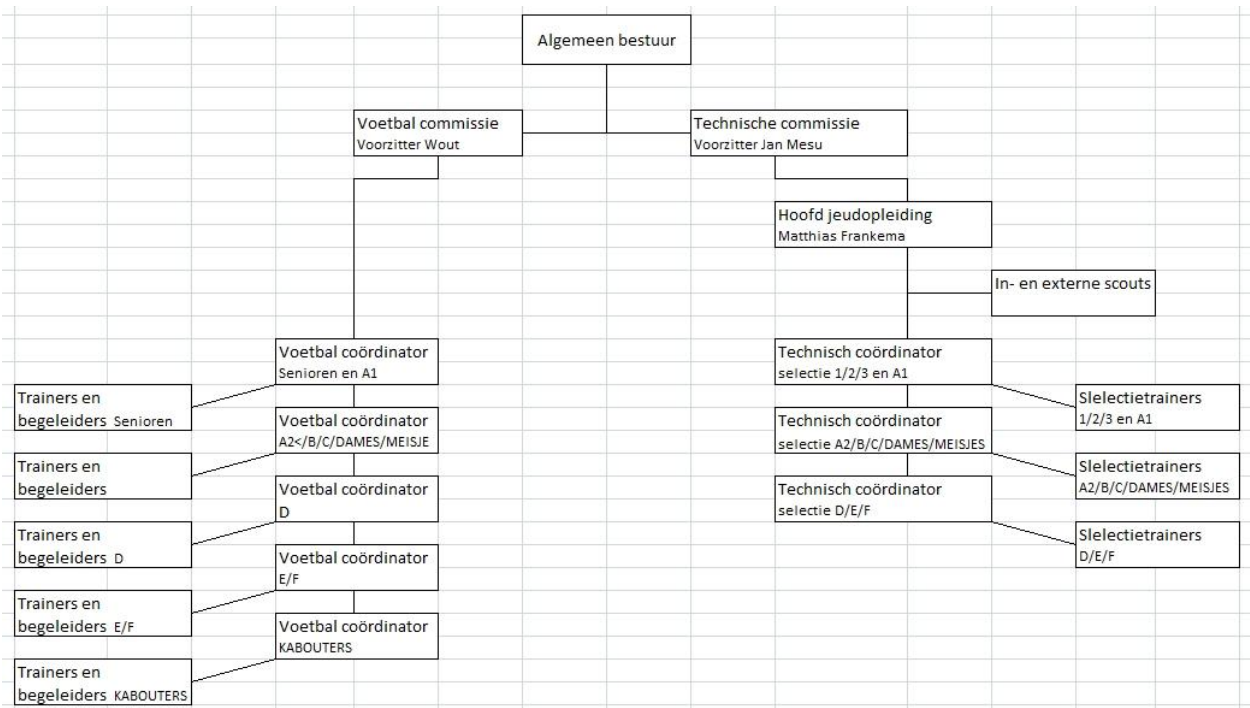 Algemeen bestuur
Voetbal commissie
Voorzitter Wout
Technische commissie
Voorzitter Jan Mesu
Hoofd jeudopleiding
Matthias Frankema
In- en externe scouts
Voetbal coördinator
Senioren en A1
Technisch coördinator
selectie 1/2/3 en A1
Trainers en
begeleiders Senioren
Slelectietrainers
1/2/3 en A1
Voetbal coördinator
A2</B/C/DAMES/MEISJE
Technisch coördinator
selectie A2/B/C/DAMES/MEISJES
Trainers en
begeleiders
Slelectietrainers
A2/B/C/DAMES/MEISJES
Voetbal coördinator
D
Technisch coördinator
selectie D/E/F
Trainers en
begeleiders D
Slelectietrainers
D/E/F
Voetbal coördinator
E/F
Trainers en
begeleiders E/F
Voetbal coördinator
KABOUTERS
Trainers en
begeleiders KABOUTERS